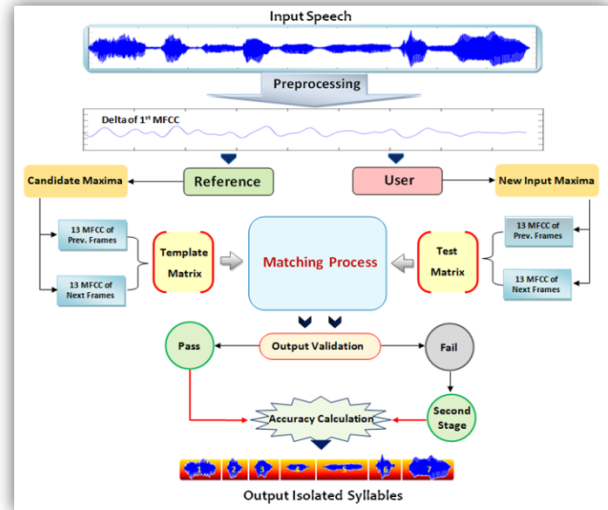 Input Speech
Preprocessing
Delta of 1st MFCC
Candidate Maxima
Reference
User
New Input Maxima
13 MFCC of
Prev. Frames
13 MFCC of
Next Frames
Template
Matrix
Matching Process
Test
Matrix
13 MFCC of
Prev. Frames
13 MFCC of
Next Frames
Pass
Output Validation
Fail
Accuracy Calculation
Second
Stage
1 2 3 4 5 6 7
Output Isolated Syllables